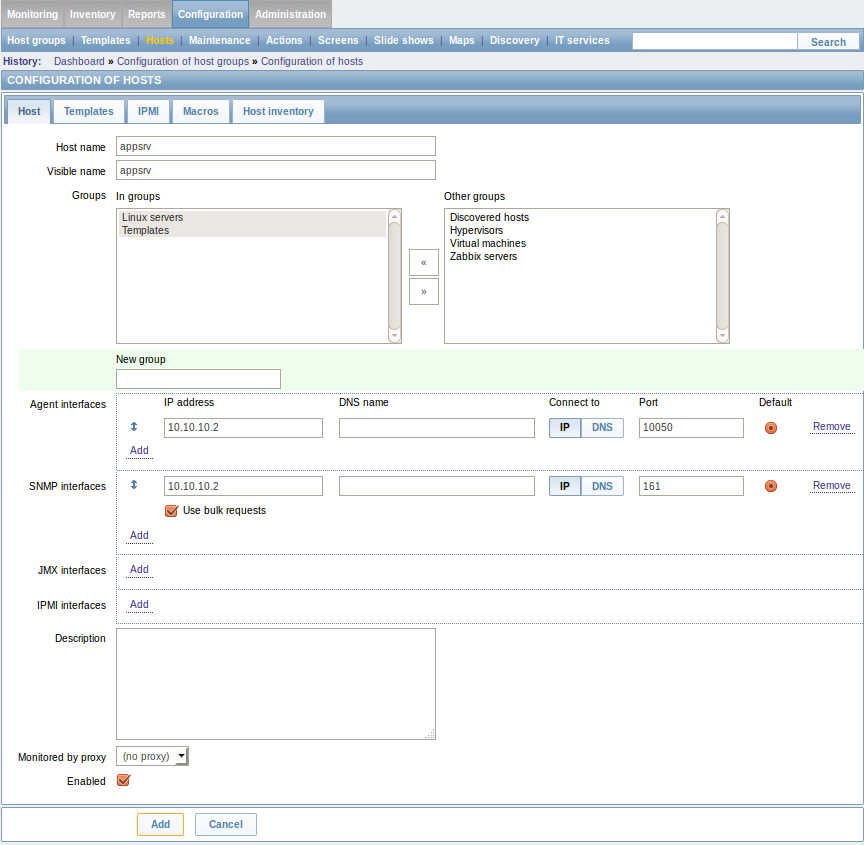 Monitoring Inventory Reports Configuration Administration
Host groups | Templates | Hosts | Maintenance | Actions | Screens | Slide shows | Maps | Discovery | IT services Search
History: Dashboard » Configuration of host groups » Configuration of hosts
CONFIGURATION OF HOSTS
Host Templates IPMI Macros Host inventory
Host name appsrv
Visible name appsrv
Groups In groups Other groups
Linux servers Discovered hosts
Templates Hypervisors
Virtual machines
Zabbix servers
«
»
New group
Agent interfaces IP address DNS name Connect to Port Default
10.10.10.2 IP DNS 10050 Remove
Add
SNMP interfaces 10.10.10.2 IP DNS 161 Remove
Use bulk requests
Add
JMX interfaces Add
IPMI interfaces Add
Description
Monitored by proxy (no proxy)
Enabled
Add Cancel